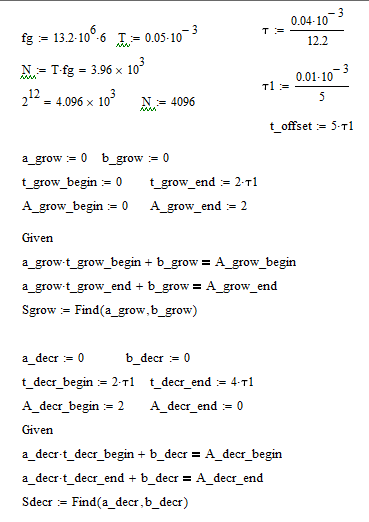 fg := 13.2·10^6·6 T := 0.05·10^-3 τ := 0.04·10^-3 / 12.2
N := T·fg = 3.96 × 10^3 τ1 := 0.01·10^-3 / 5
2^12 = 4.096 × 10^3 N := 4096
t_offset := 5·τ1
a_grow := 0 b_grow := 0
t_grow_begin := 0 t_grow_end := 2·τ1
A_grow_begin := 0 A_grow_end := 2
Given
a_grow·t_grow_begin + b_grow = A_grow_begin
a_grow·t_grow_end + b_grow = A_grow_end
Sgrow := Find(a_grow,b_grow)
a_decr := 0 b_decr := 0
t_decr_begin := 2·τ1 t_decr_end := 4·τ1
A_decr_begin := 2 A_decr_end := 0
Given
a_decr·t_decr_begin + b_decr = A_decr_begin
a_decr·t_decr_end + b_decr = A_decr_end
Sdecr := Find(a_decr,b_decr)